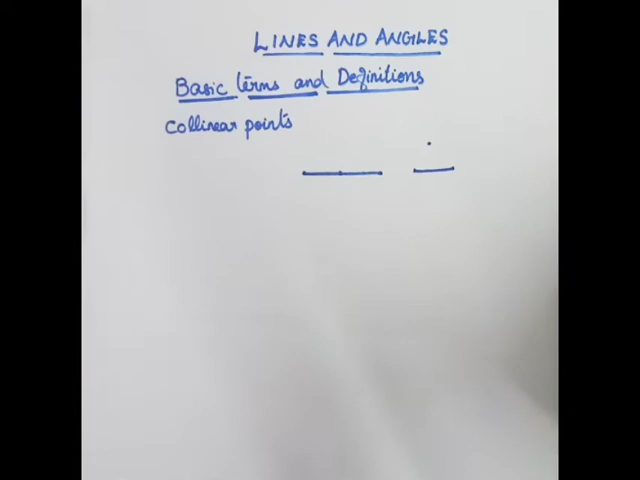 LINES AND ANGLES
Basic terms and Definitions
Collinear points